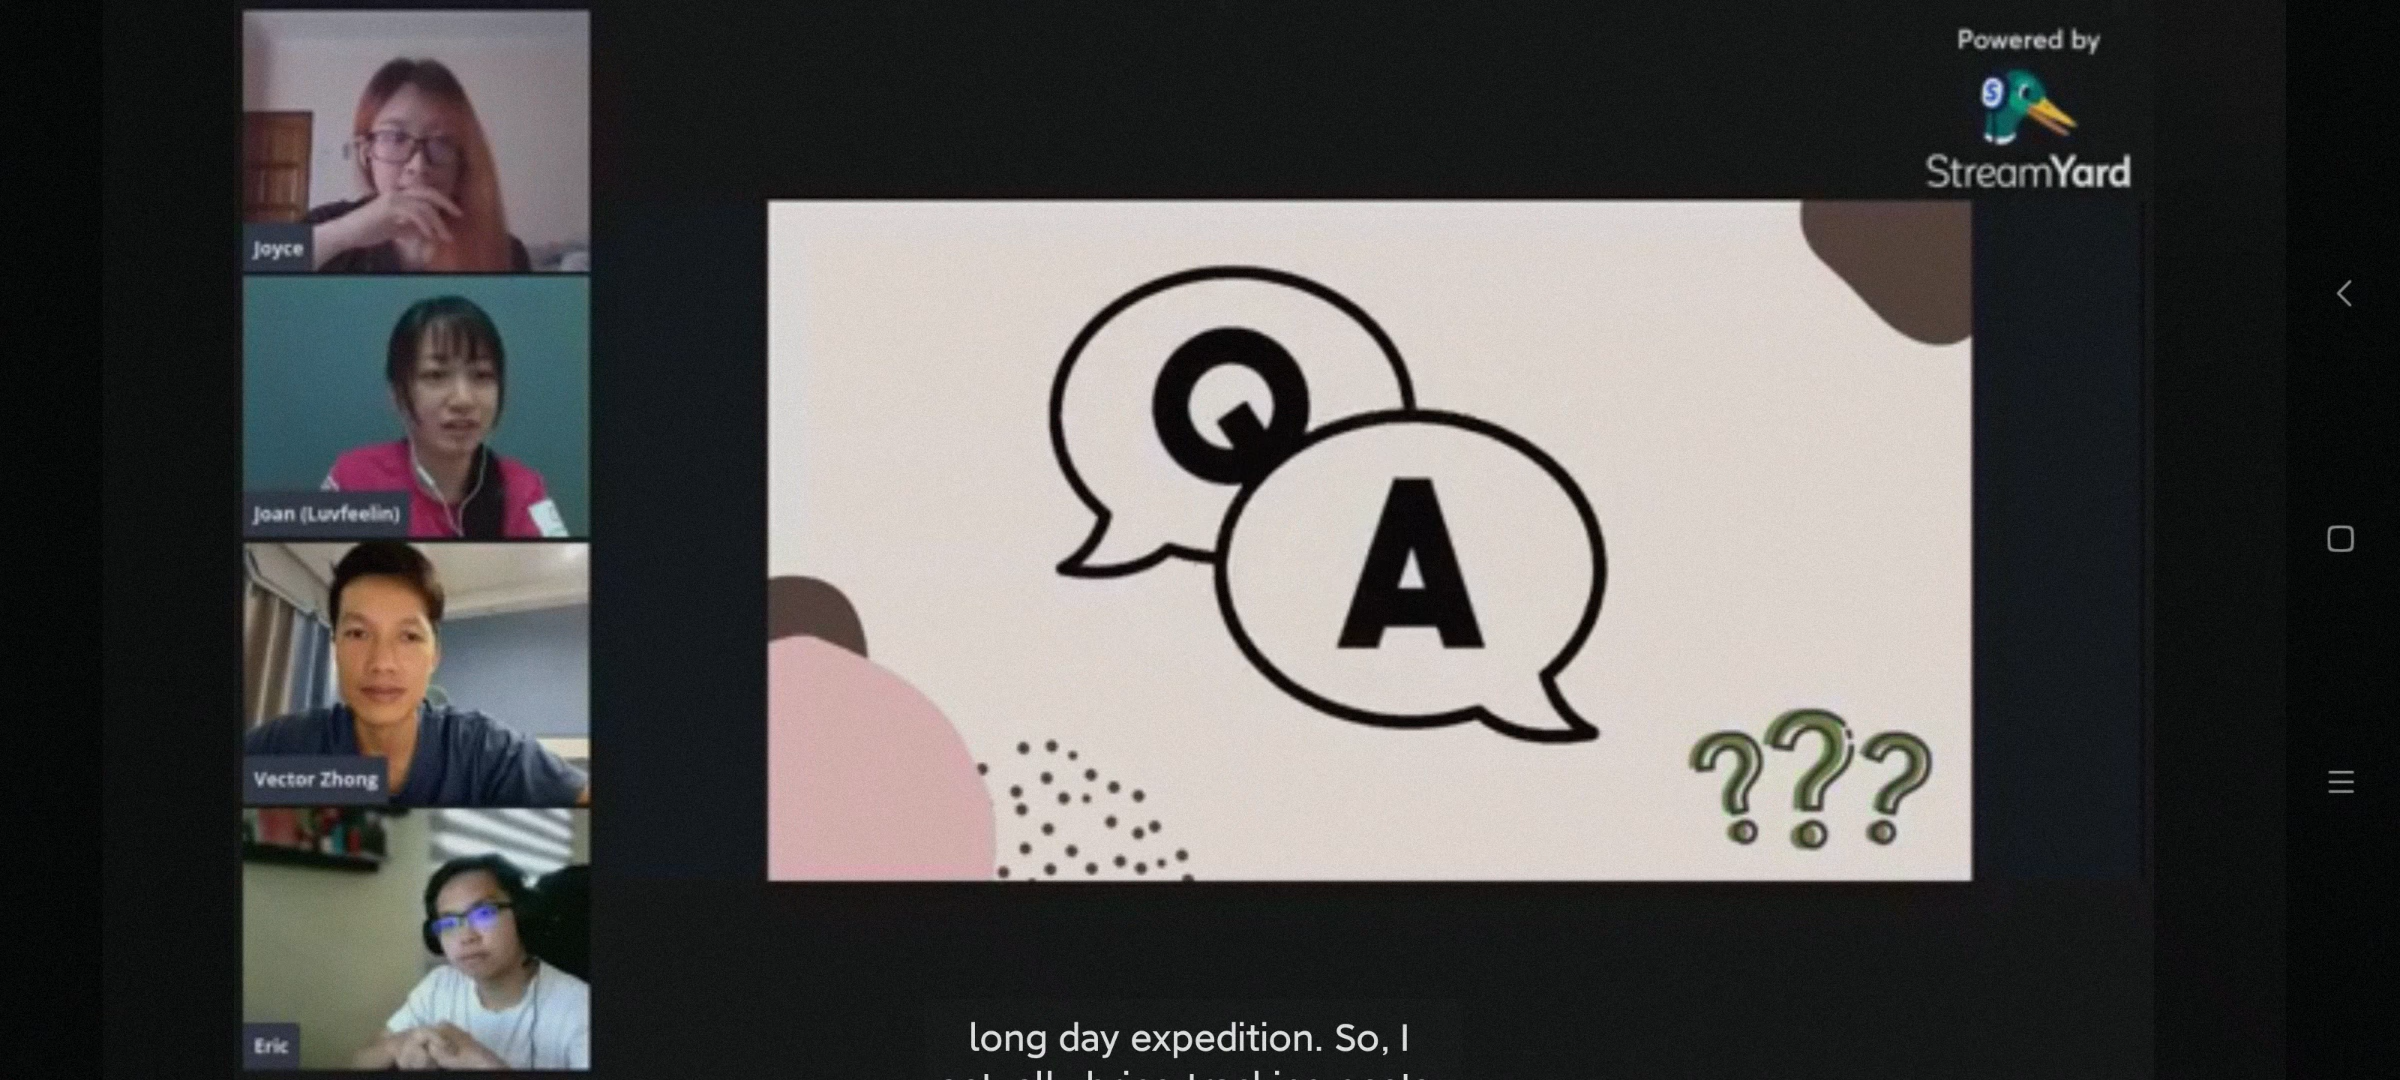 Powered by
S
StreamYard
Joyce
Joan (Luvfeelin)
Vector Zhong
Eric
Q
A
???
long day expedition. So, I